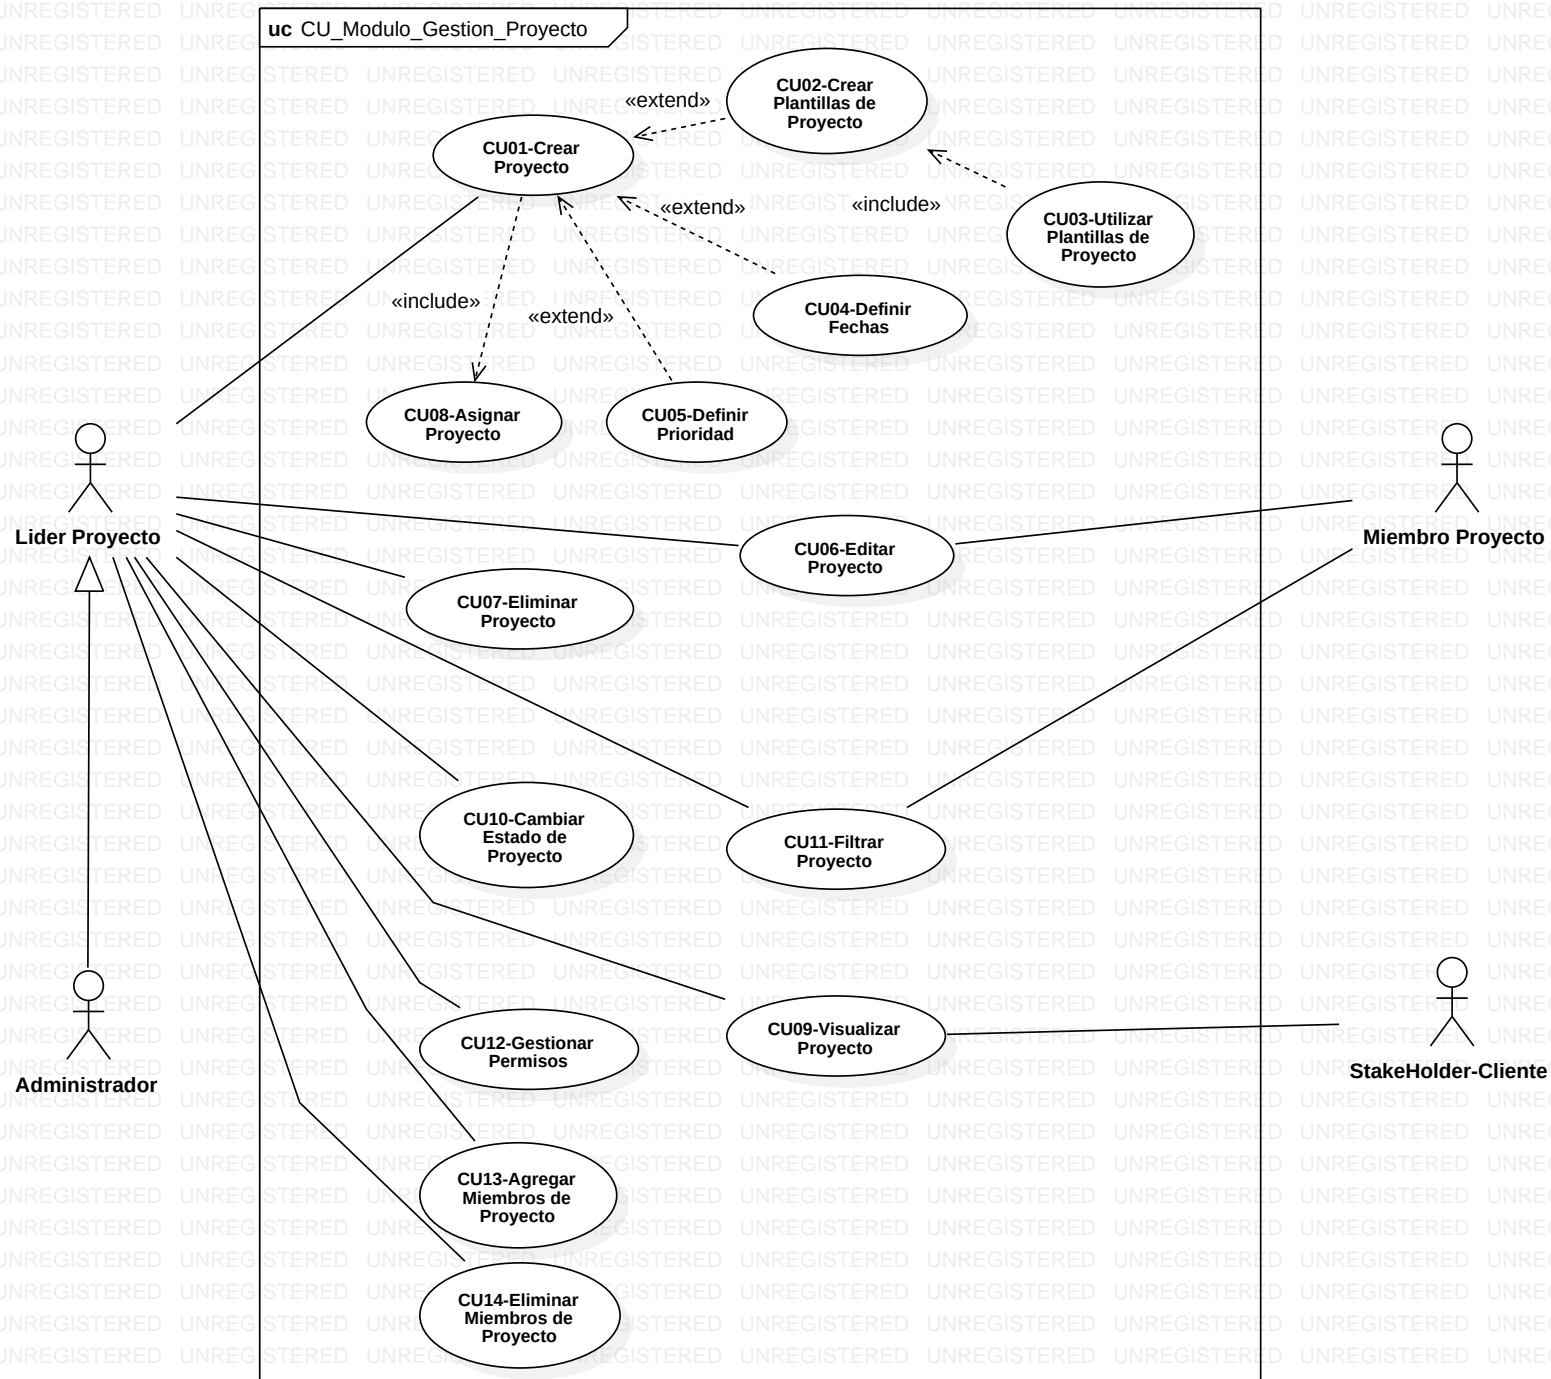 uc CU_Modulo_Gestion_Proyecto
CU02-Crear
Plantillas de
Proyecto
«extend»
CU01-Crear
Proyecto
«include»
«extend»
CU03-Utilizar
Plantillas de
Proyecto
«include»
«extend»
CU04-Definir
Fechas
CU08-Asignar
Proyecto
CU05-Definir
Prioridad
Lider Proyecto
Miembro Proyecto
CU06-Editar
Proyecto
CU07-Eliminar
Proyecto
CU10-Cambiar
Estado de
Proyecto
CU11-Filtrar
Proyecto
CU12-Gestionar
Permisos
CU09-Visualizar
Proyecto
Administrador
StakeHolder-Cliente
CU13-Agregar
Miembros de
Proyecto
CU14-Eliminar
Miembros de
Proyecto
UNREGISTERED